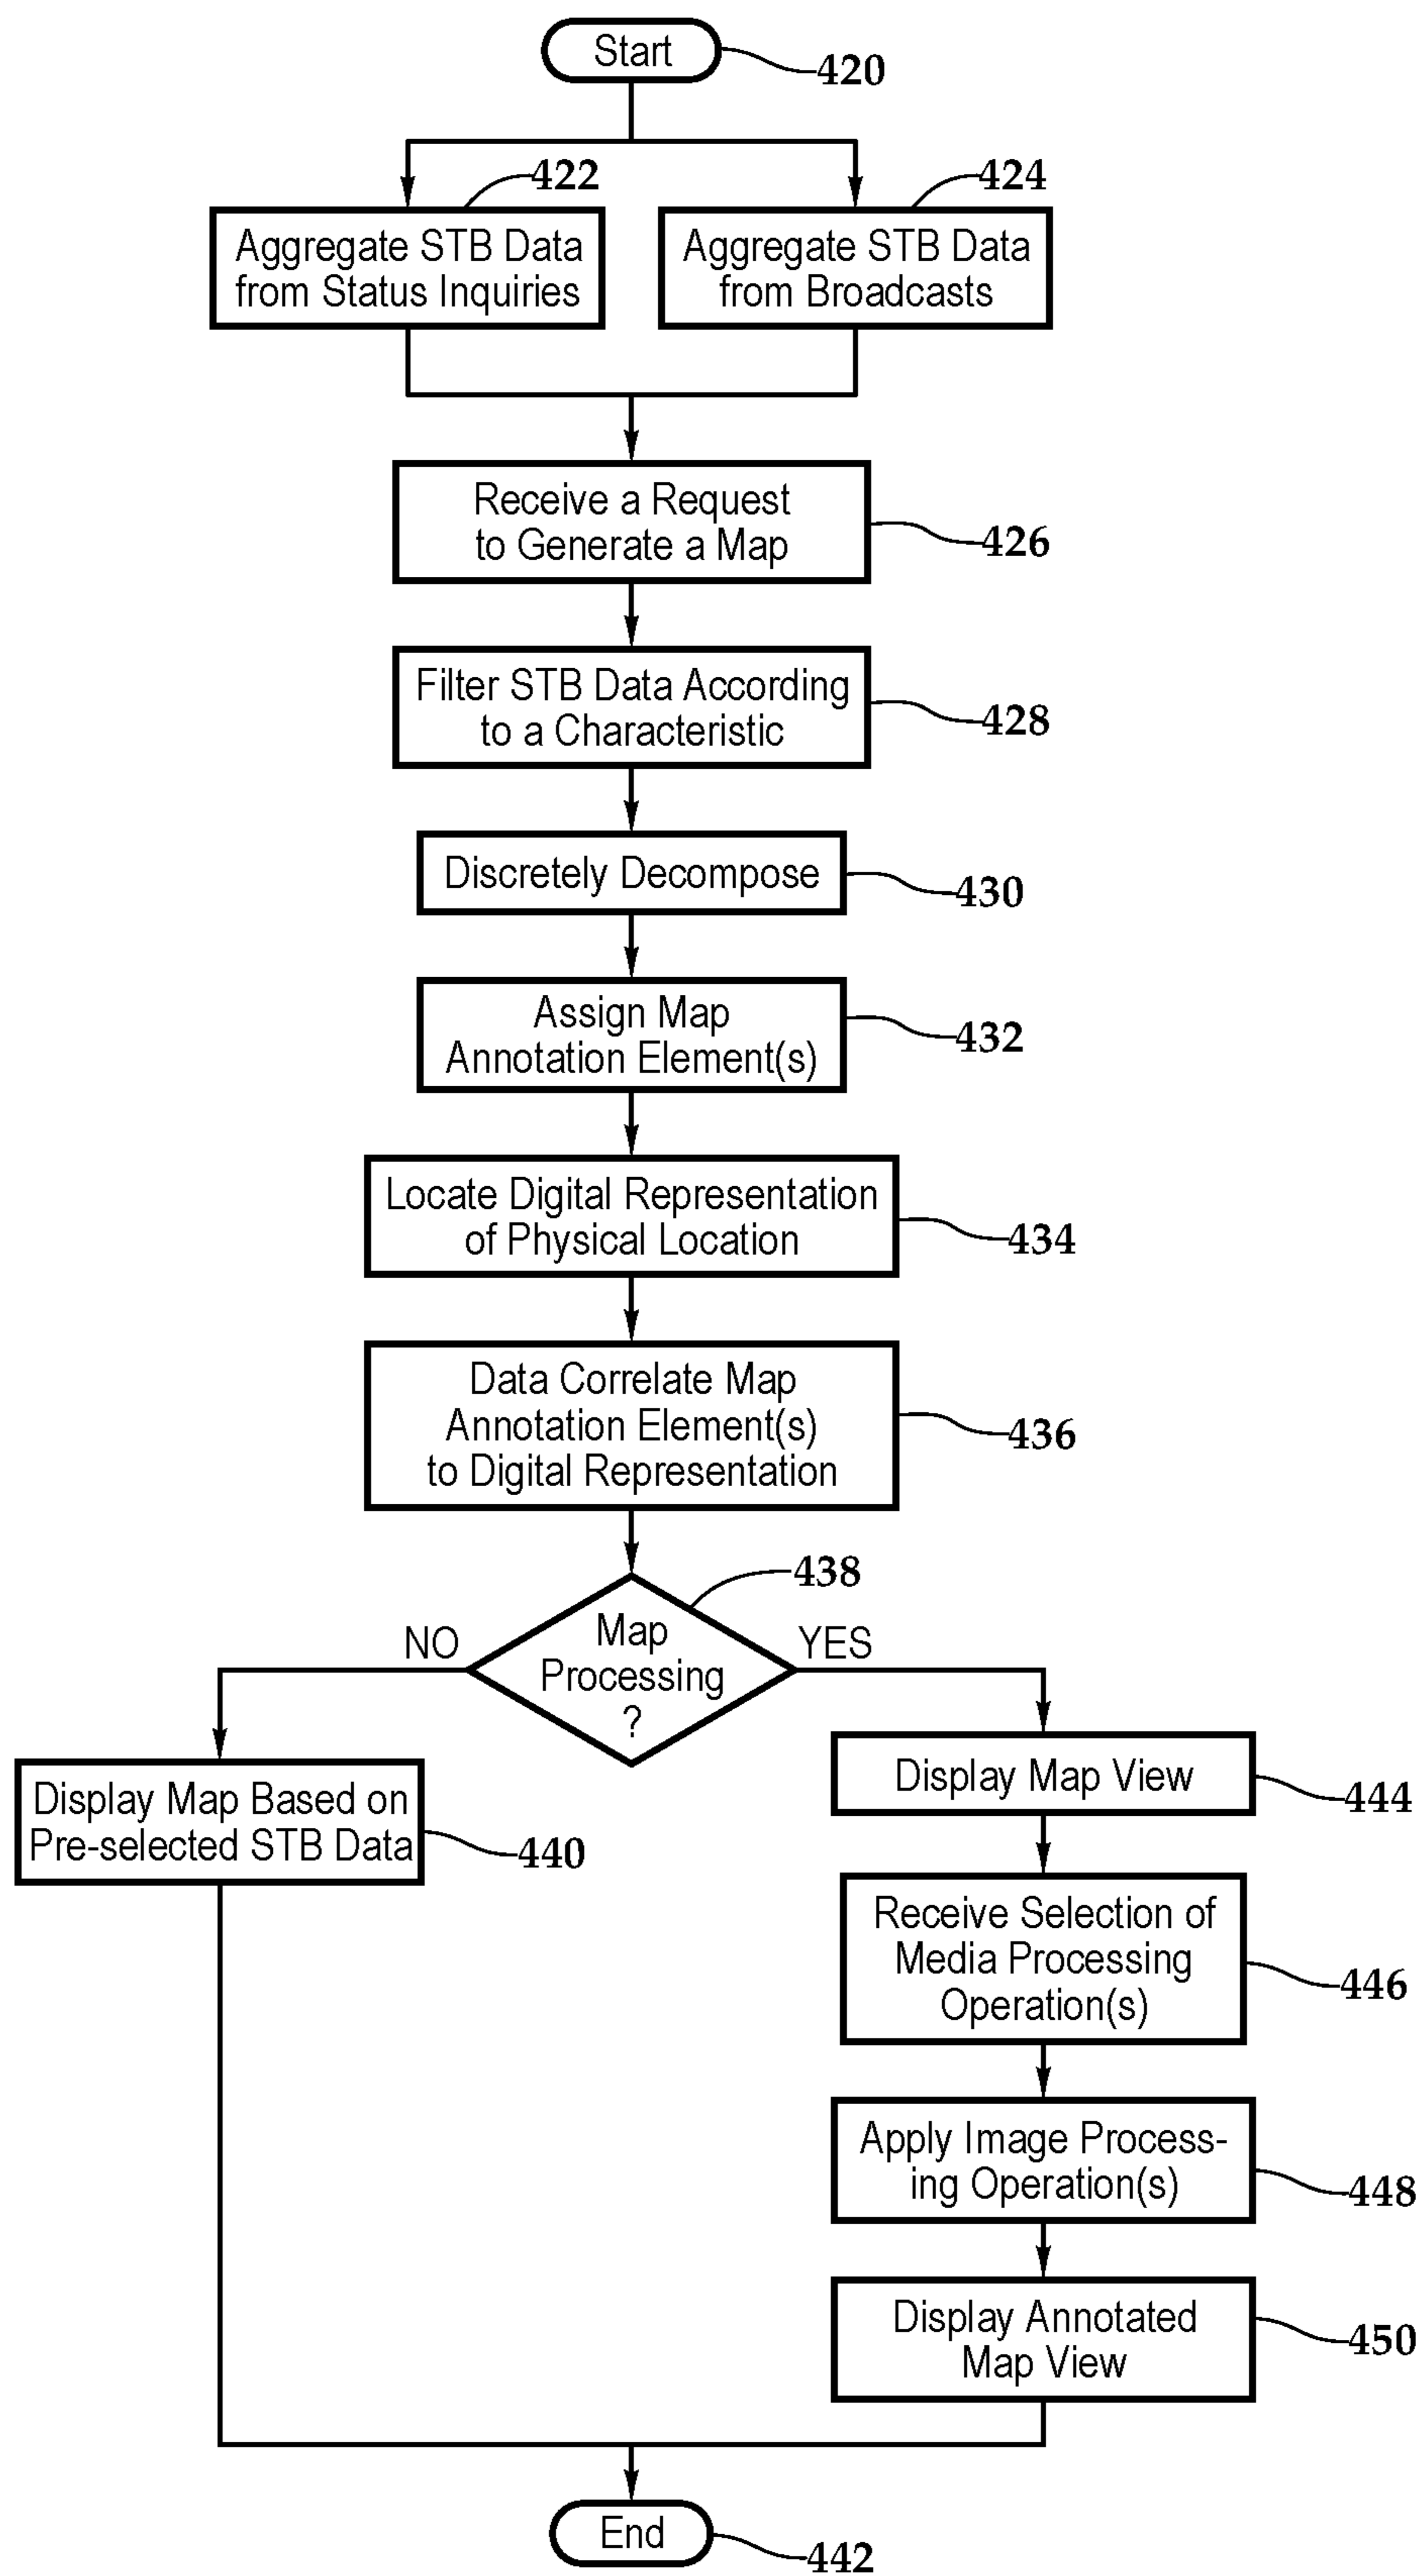 Start
420
422
424
Aggregate STB Data
from Status Inquiries
Aggregate STB Data
from Broadcasts
Receive a Request
to Generate a Map
426
Filter STB Data According
to a Characteristic
428
Discretely Decompose
430
Assign Map
Annotation Element(s)
432
Locate Digital Representation
of Physical Location
434
Data Correlate Map
Annotation Element(s)
to Digital Representation
436
438
Map
Processing
?
NO
YES
Display Map Based on
Pre-selected STB Data
440
Display Map View
444
Receive Selection of
Media Processing
Operation(s)
446
Apply Image Process-
ing Operation(s)
448
Display Annotated
Map View
450
End
442